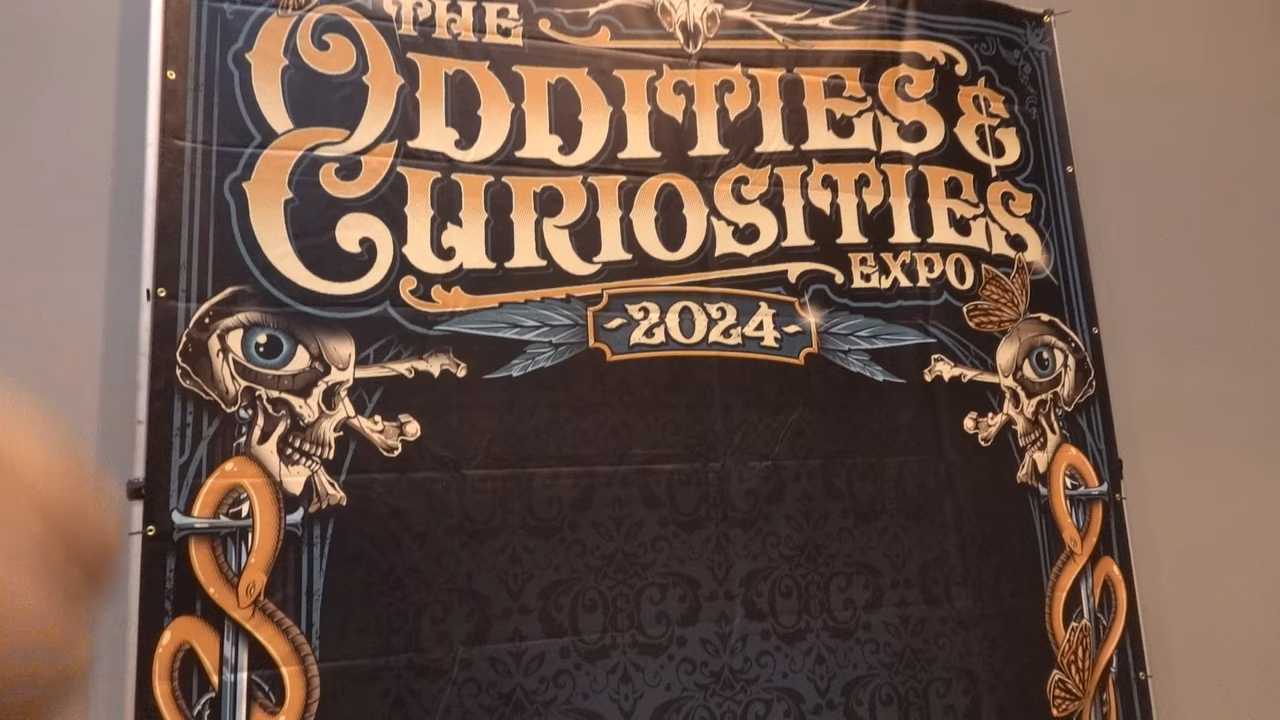 THE
ODDITIES &
CURIOSITIES
EXPO
-2024-
O&C O&C